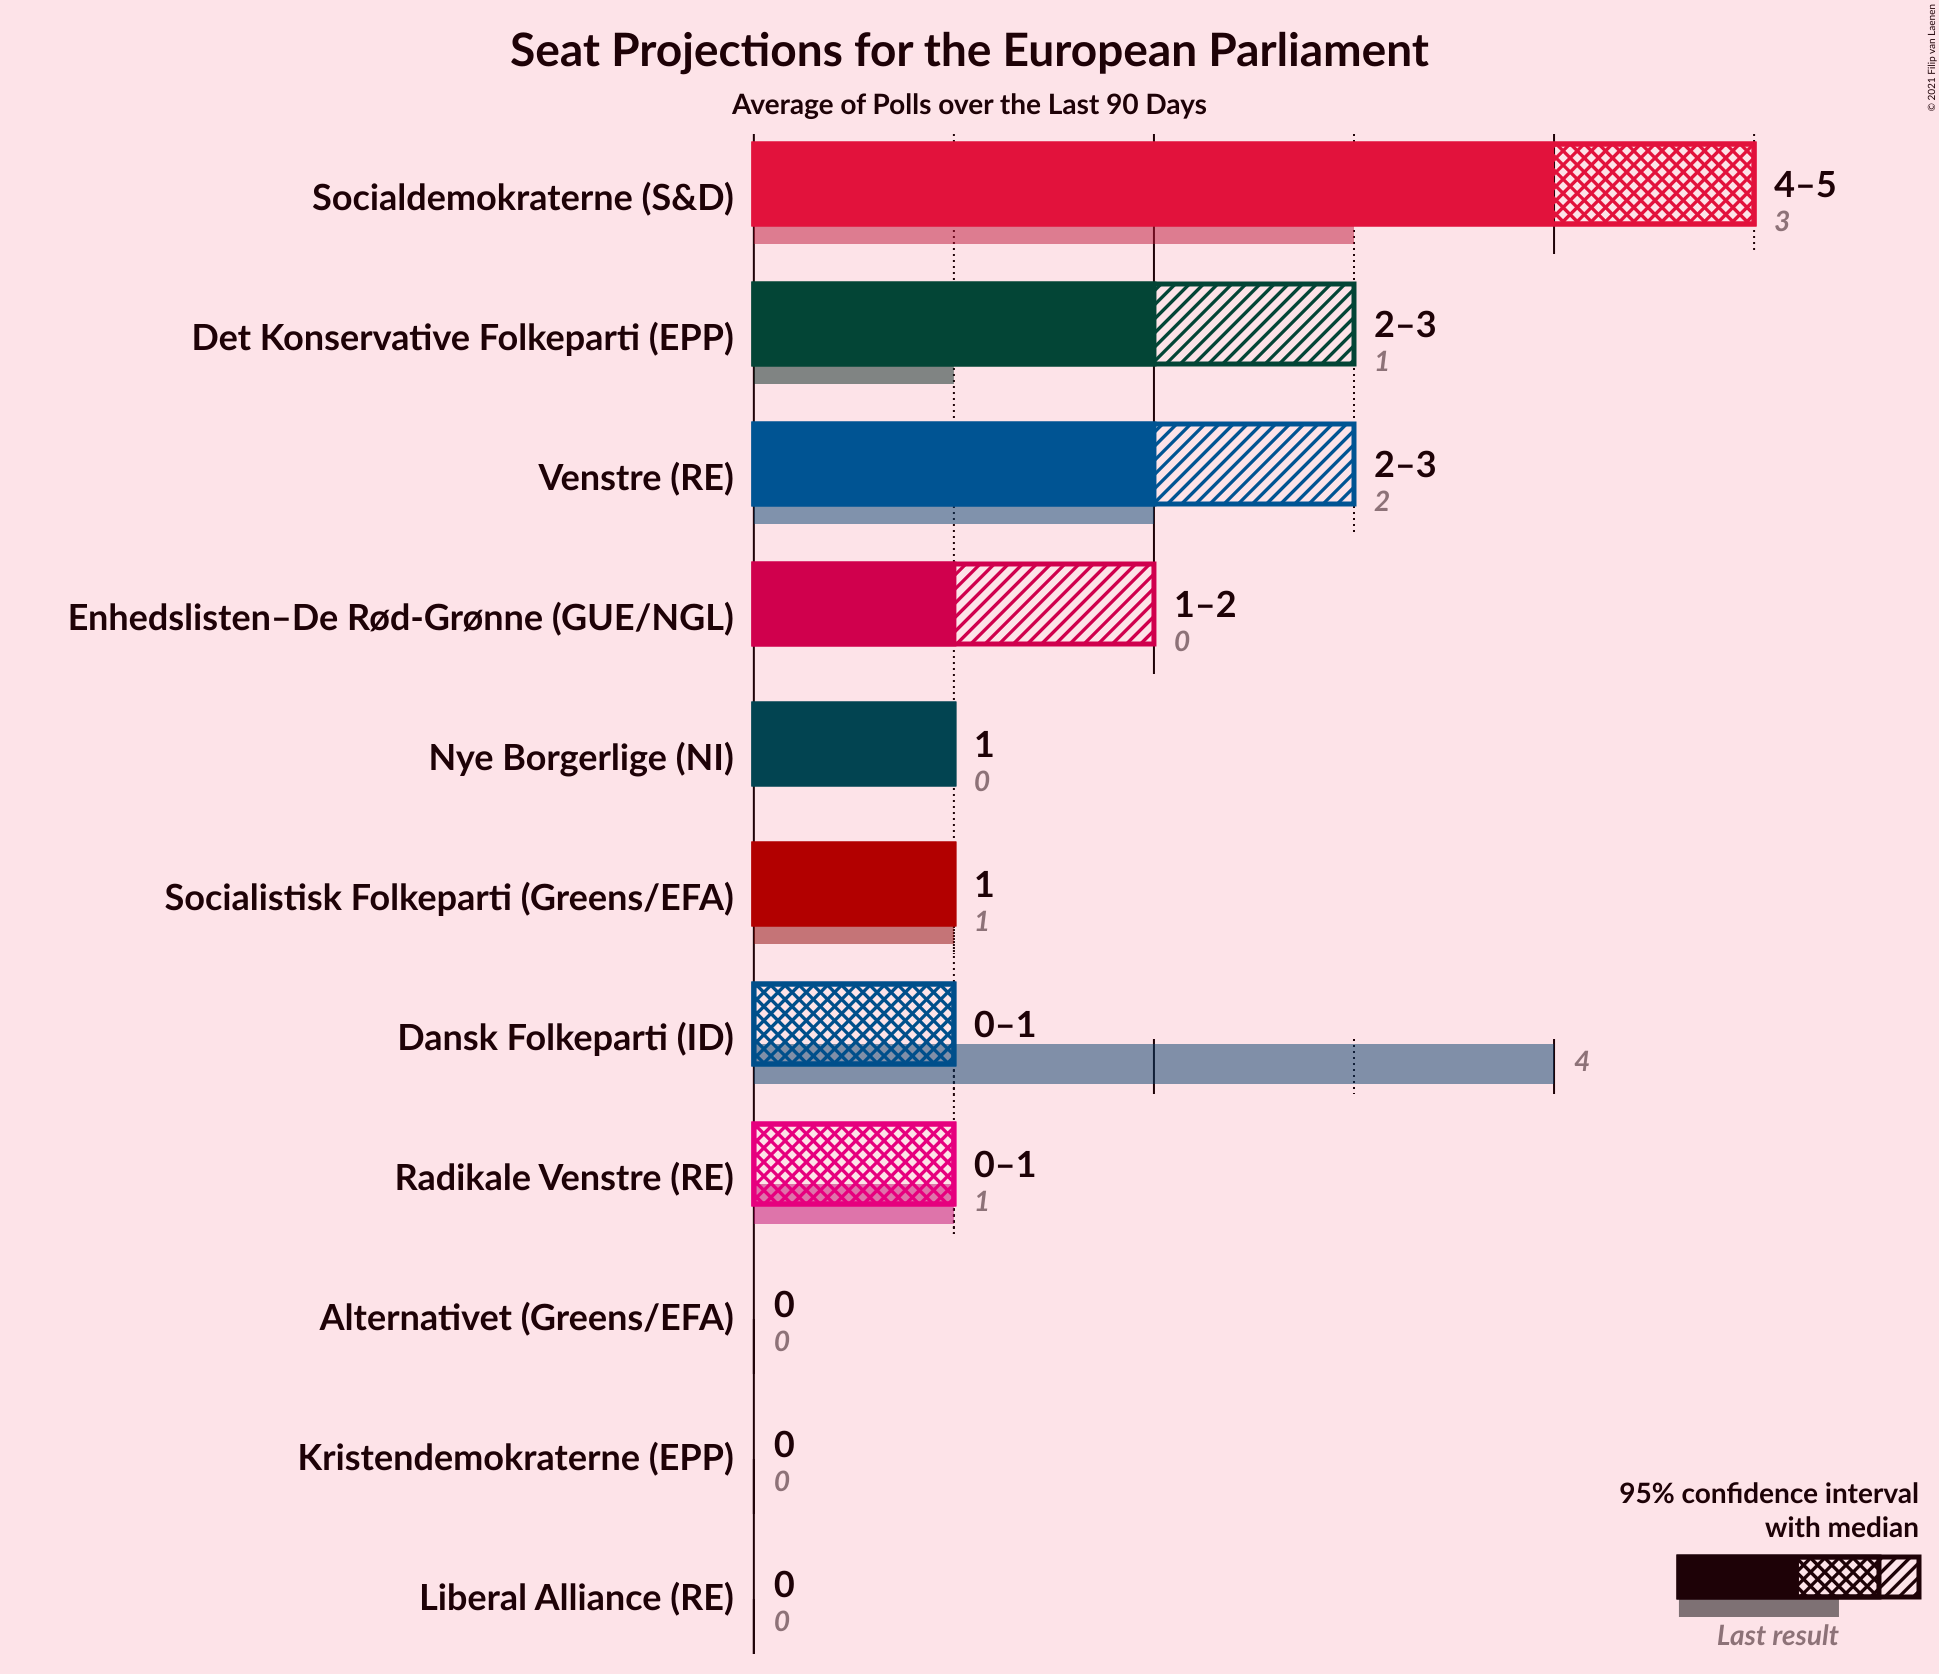 Seat Projections for the European Parliament
Average of Polls over the Last 90 Days
© 2021 Filip van Laenen
Socialdemokraterne (S&D)
4–5
3
Det Konservative Folkeparti (EPP)
2–3
1
Venstre (RE)
2–3
2
Enhedslisten–De Rød-Grønne (GUE/NGL)
1–2
0
Nye Borgerlige (NI)
1
0
Socialistisk Folkeparti (Greens/EFA)
1
1
Dansk Folkeparti (ID)
0–1
4
Radikale Venstre (RE)
0–1
1
Alternativet (Greens/EFA)
0
0
Kristendemokraterne (EPP)
0
0
Liberal Alliance (RE)
0
0
95% confidence interval
with median
Last result